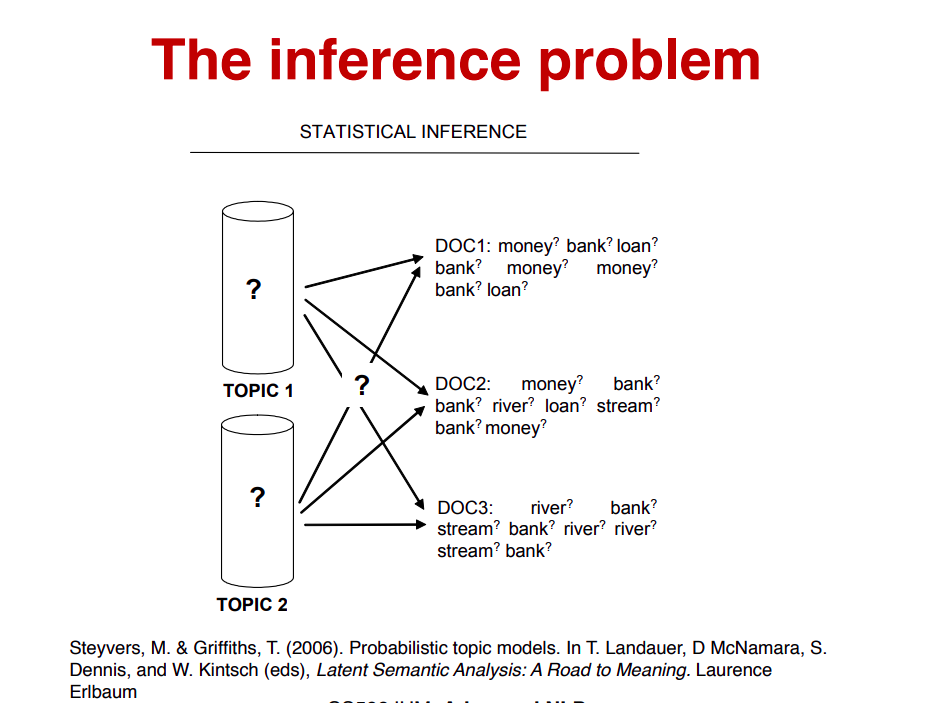 The inference problem
STATISTICAL INFERENCE
?
TOPIC 1
?
TOPIC 2
?
DOC1: money? bank? loan?
bank? money? money?
bank? loan?
DOC2: money? bank?
bank? river? loan? stream?
bank? money?
DOC3: river? bank?
stream? bank? river? river?
stream? bank?
Steyvers, M. & Griffiths, T. (2006). Probabilistic topic models. In T. Landauer, D McNamara, S.
Dennis, and W. Kintsch (eds), Latent Semantic Analysis: A Road to Meaning. Laurence
Erlbaum